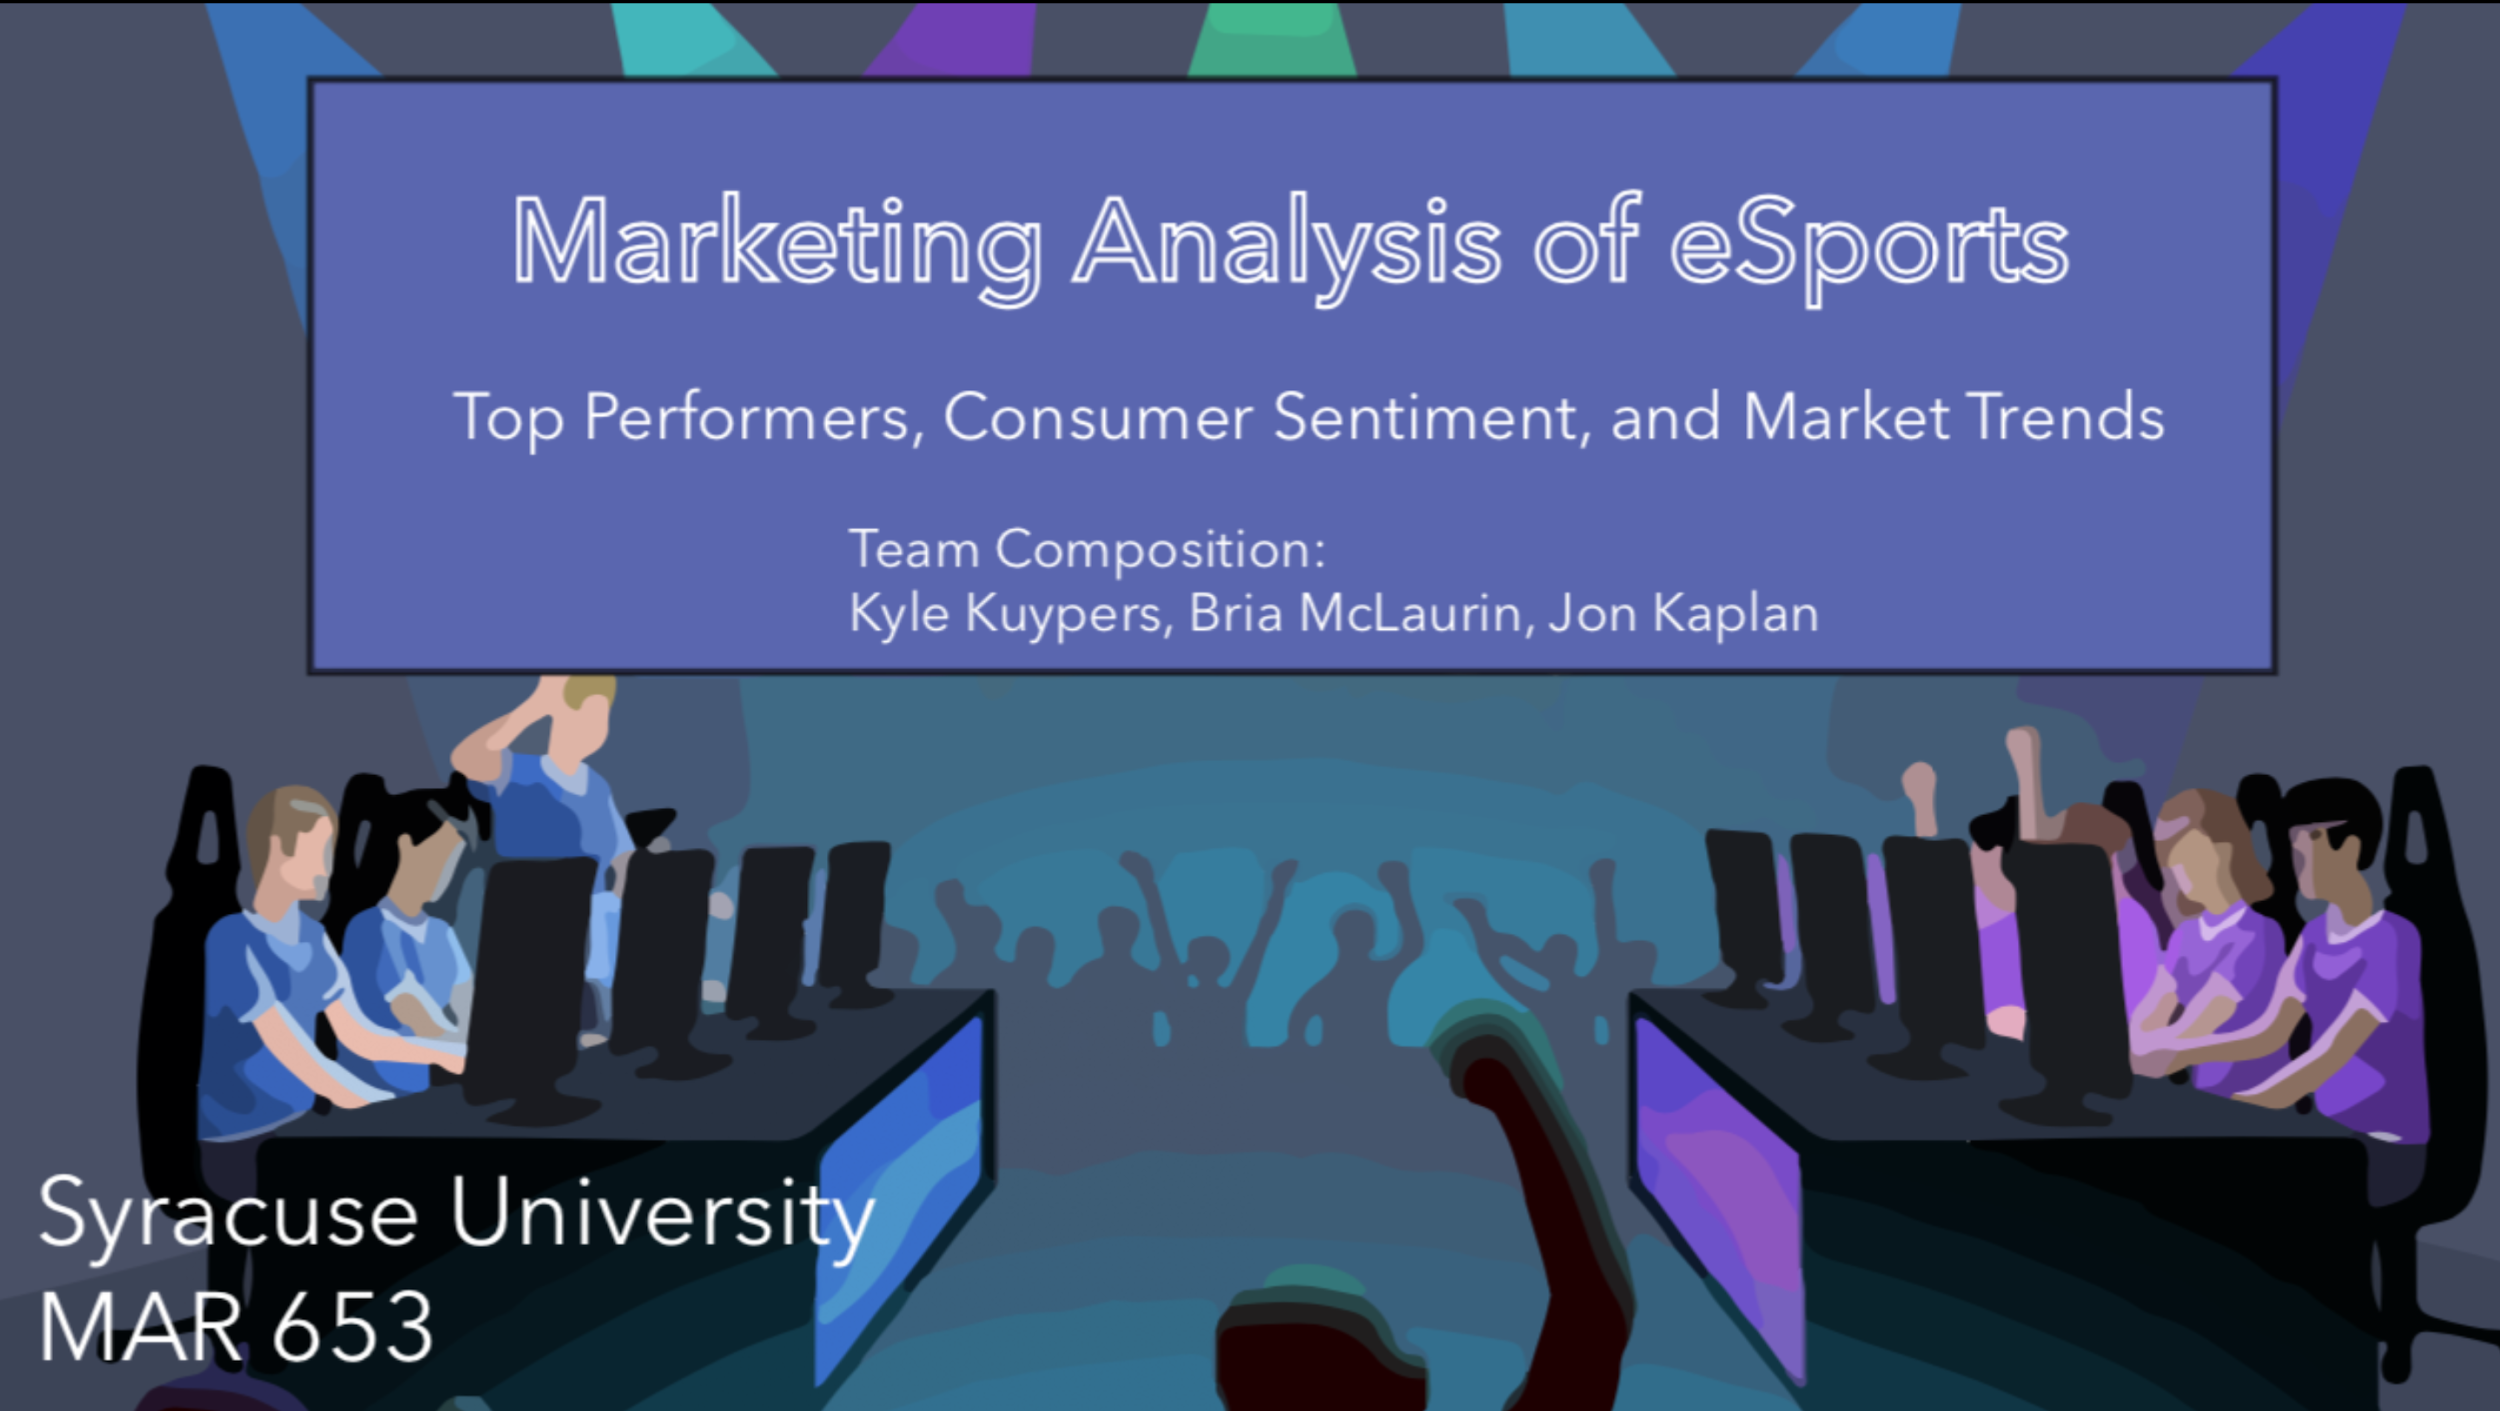 Marketing Analysis of eSports
Top Performers, Consumer Sentiment, and Market Trends
Team Composition:
Kyle Kuypers, Bria McLaurin, Jon Kaplan
Syracuse University
MAR 653